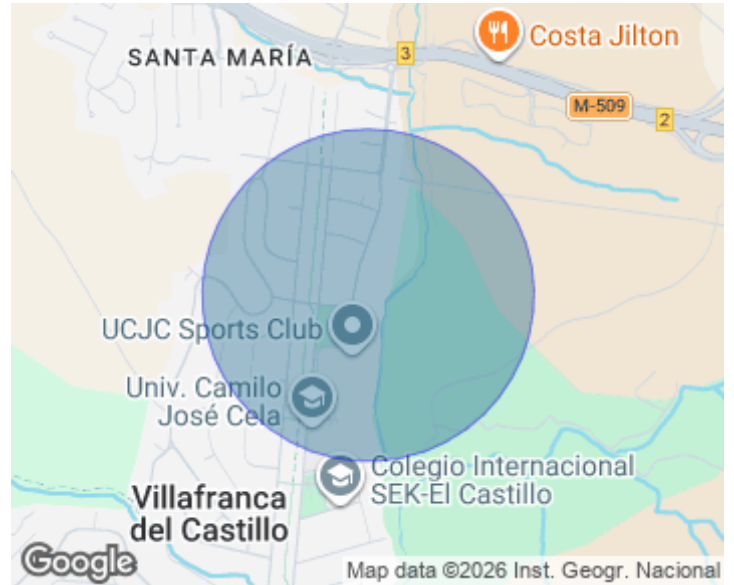 Costa Jilton
SANTA MARÍA
3
M-509
2
UCJC Sports Club
Univ. Camilo
José Cela
Colegio Internacional
SEK-El Castillo
Villafranca
del Castillo
Google
Map data ©2026 Inst. Geogr. Nacional